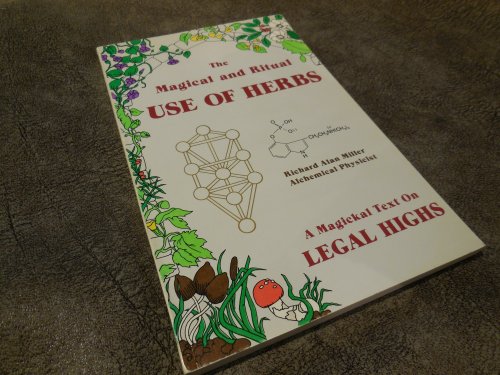 The
Magical and Ritual
USE OF HERBS
Richard Alan Miller
Alchemical Physicist
A Magickal Text On
LEGAL HIGHS